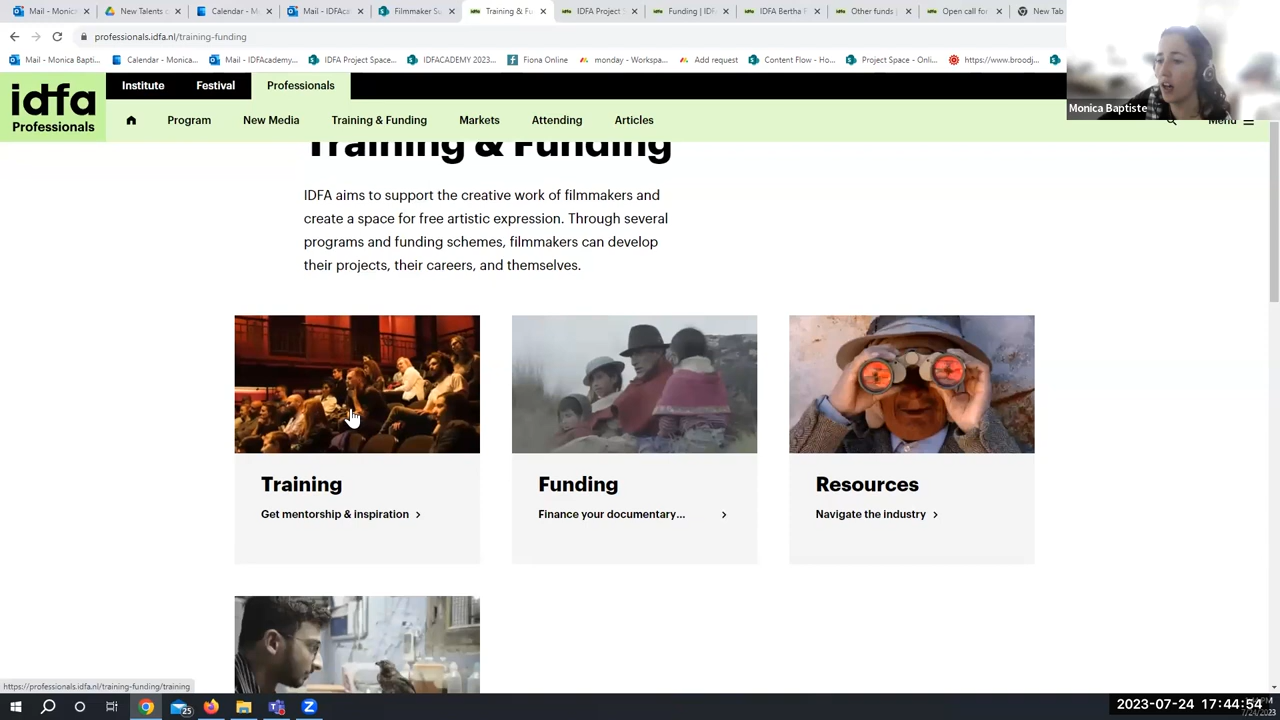 Mail - Monica
New Talents
Calendar - M
Mail - IDFAc
Filmmaker Su
Training & Fu
IDFA Project
Funding | ID
IDFA Bertha F
Other funds
Open call for
New Tab
professionals.idfa.nl/training-funding
Mail - Monica Bapti...
Calendar - Monica...
Mail - IDFAcademy...
IDFA Project Space...
IDFACADEMY 2023...
Fiona Online
monday - Workspa...
Add request
Content Flow - Ho...
Project Space - Onli...
https://www.broodj...
Monica Baptiste
idfa
Professionals
Institute
Festival
Professionals
Program
New Media
Training & Funding
Markets
Attending
Articles
Menu
Training & Funding
IDFA aims to support the creative work of filmmakers and
create a space for free artistic expression. Through several
programs and funding schemes, filmmakers can develop
their projects, their careers, and themselves.
Training
Get mentorship & inspiration
Funding
Finance your documentary...
Resources
Navigate the industry
https://professionals.idfa.nl/training-funding/training
25
2023-07-24 17:44:54